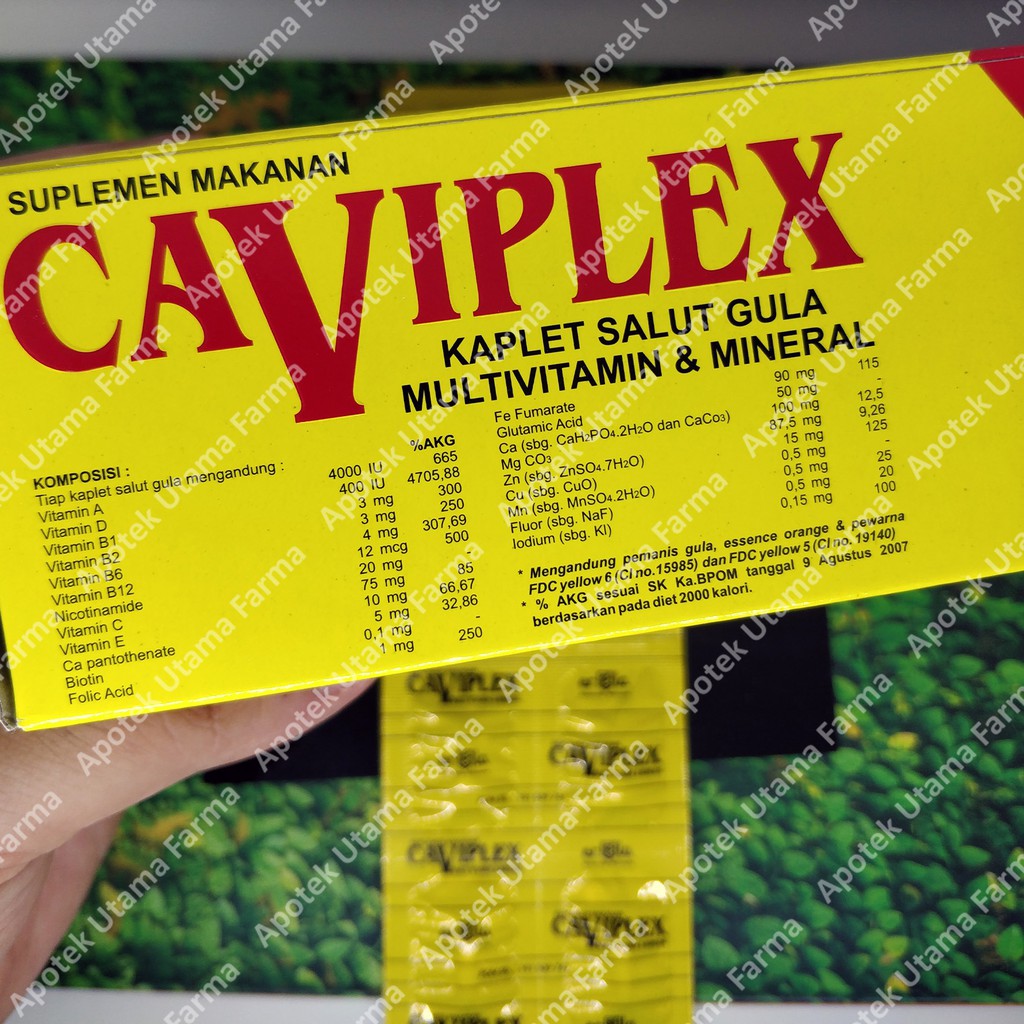 SUPLEMEN MAKANAN
CAVIPLEX
KAPLET SALUT GULA
MULTIVITAMIN & MINERAL
KOMPOSISI : %AKG
Tiap kaplet salut gula mengandung :
Vitamin A 4000 IU 665
Vitamin D 400 IU 4705,88
Vitamin B1 3 mg 300
Vitamin B2 3 mg 250
Vitamin B6 4 mg 307,69
Vitamin B12 12 mcg 500
Nicotinamide 20 mg -
Vitamin C 75 mg 85
Vitamin E 10 mg 66,67
Ca pantothenate 5 mg 32,86
Biotin 0,1 mg -
Folic Acid 1 mg 250
Fe Fumarate 90 mg 115
Glutamic Acid 50 mg -
Ca (sbg. CaH2PO4.2H2O dan CaCo3) 100 mg 12,5
Mg CO3 87,5 mg 9,26
Zn (sbg. ZnSO4.7H2O) 15 mg 125
Cu (sbg. CuO) 0,5 mg -
Mn (sbg. MnSO4.2H2O) 0,5 mg 25
Fluor (sbg. NaF) 0,5 mg 20
Iodium (sbg. KI) 0,15 mg 100
* Mengandung pemanis gula, essence orange & pewarna
FDC yellow 6 (CI no.15985) dan FDC yellow 5 (CI no. 19140)
* % AKG sesuai SK Ka.BPOM tanggal 9 Agustus 2007
berdasarkan pada diet 2000 kalori.
CAVIPLEX
CAVIPLEX
CAVIPLEX
CAVIPLEX
CAVIPLEX
Apotek Utama Farma